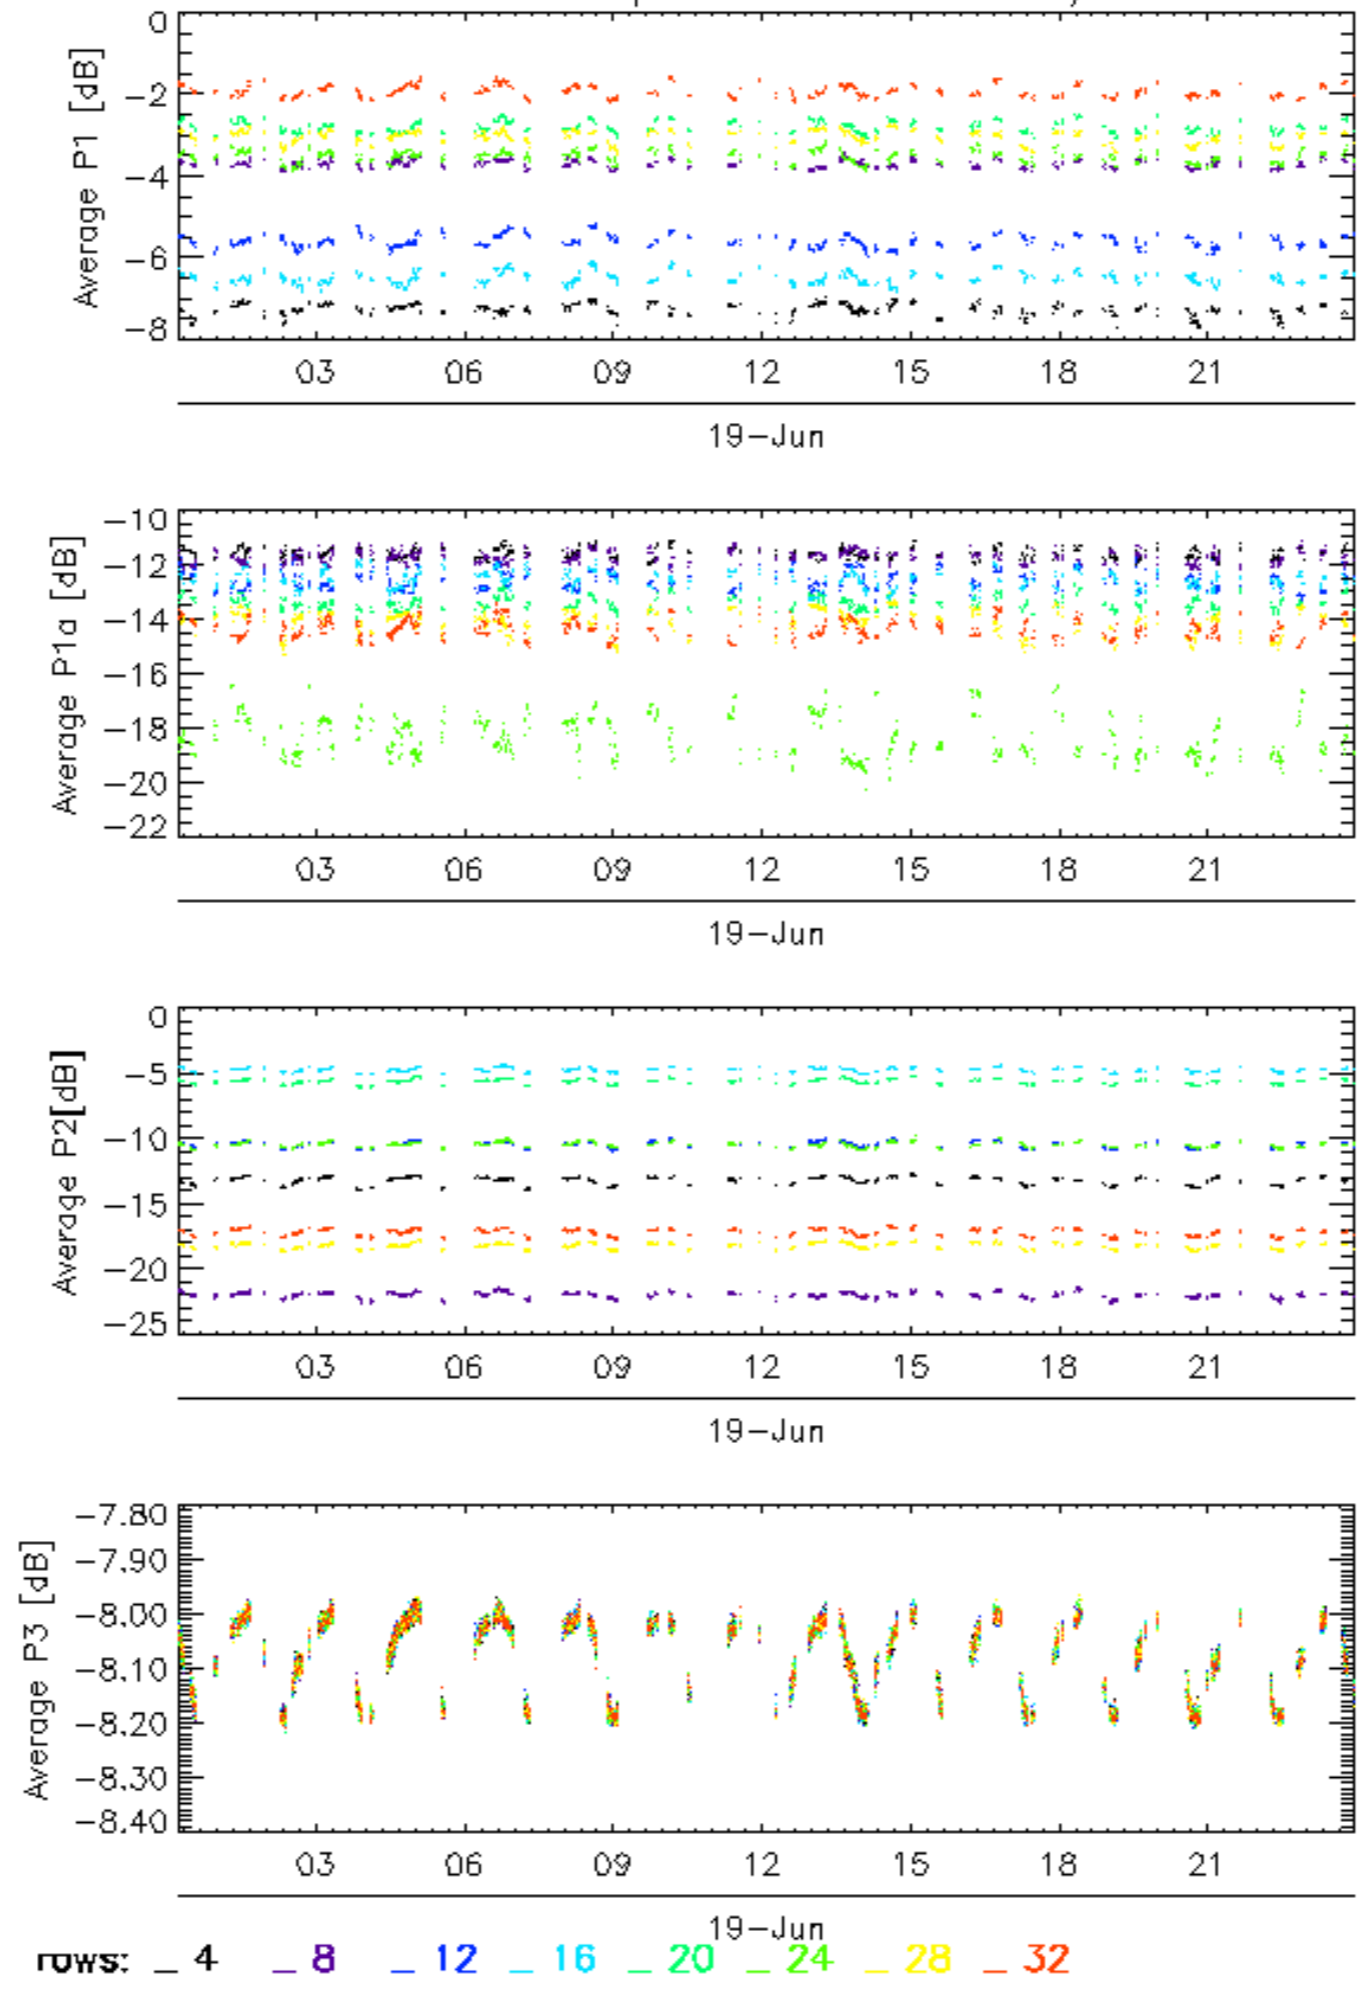 Average P1 [dB]
0
−2
−4
−6
−8
03 06 09 12 15 18 21
19−Jun
Average P1a [dB]
−10
−12
−14
−16
−18
−20
−22
03 06 09 12 15 18 21
19−Jun
Average P2[dB]
0
−5
−10
−15
−20
−25
03 06 09 12 15 18 21
19−Jun
Average P3 [dB]
−7.80
−7.90
−8.00
−8.10
−8.20
−8.30
−8.40
03 06 09 12 15 18 21
19−Jun
rows: _ 4 _ 8 _ 12 _ 16 _ 20 _ 24 _ 28 _ 32